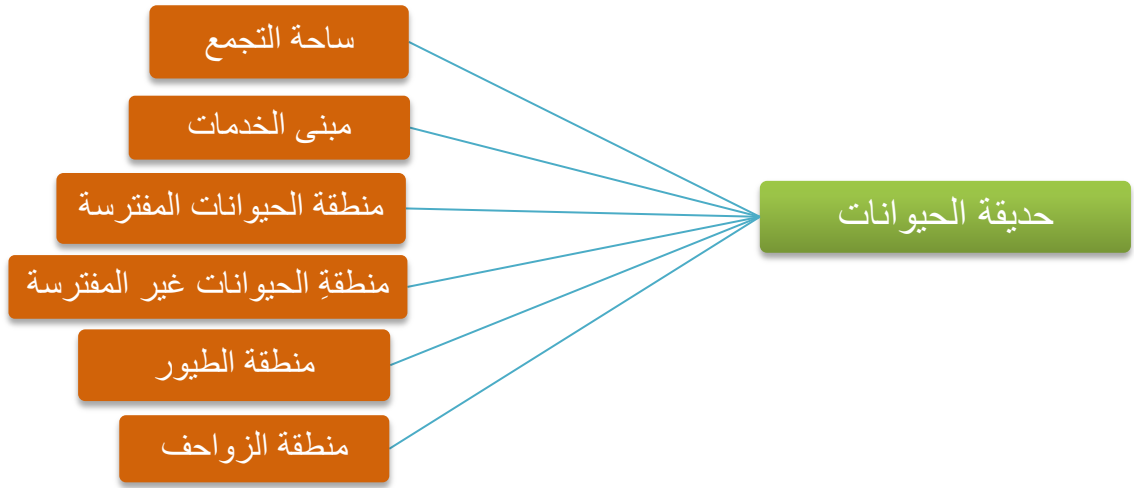 حديقة الحيوانات
ساحة التجمع
مبنى الخدمات
منطقة الحيوانات المفترسة
منطقةِ الحيوانات غير المفترسة
منطقة الطيور
منطقة الزواحف